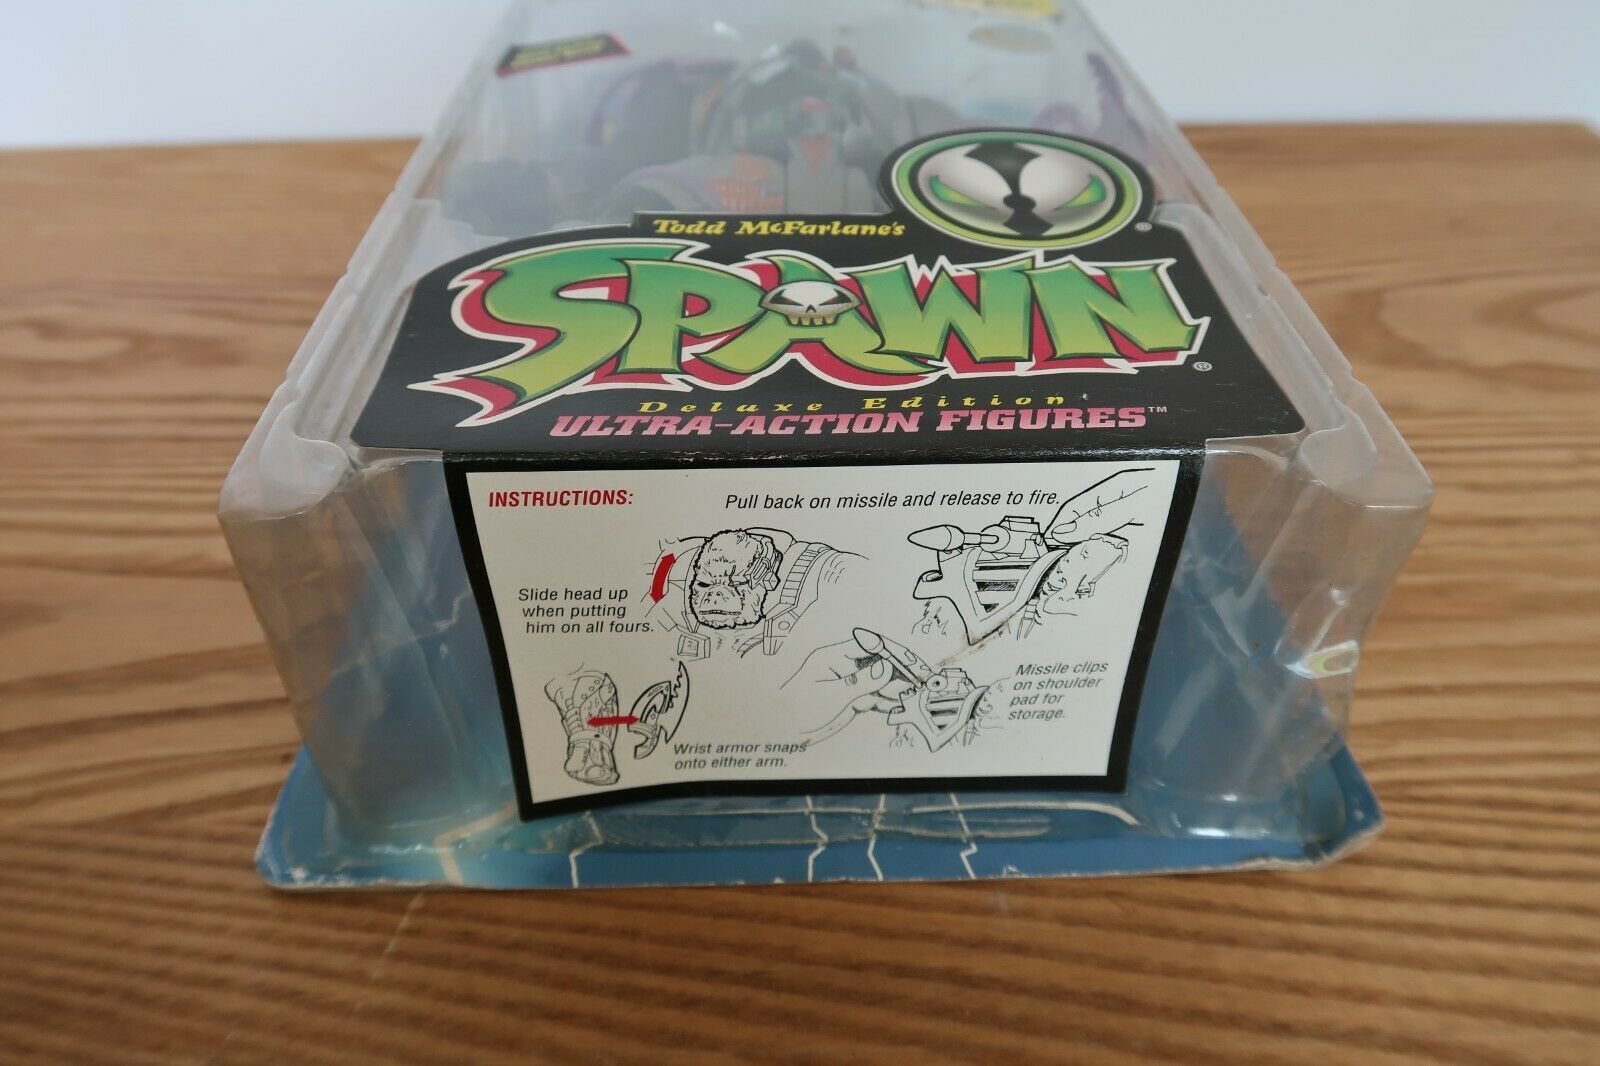 Todd McFarlane's
SPAWN®
Deluxe Edition
ULTRA-ACTION FIGURES™
INSTRUCTIONS:
Pull back on missile and release to fire.
Slide head up
when putting
him on all fours.
Missile clips
on shoulder
pad for
storage.
Wrist armor snaps
onto either arm.